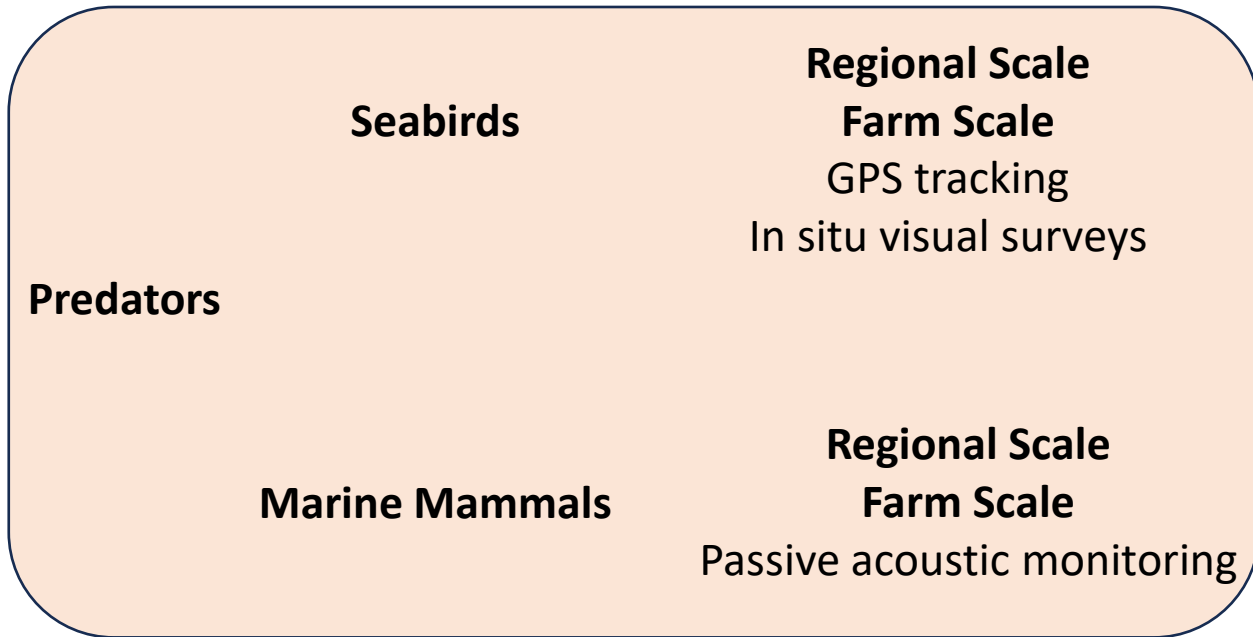 Predators
Seabirds
Regional Scale
Farm Scale
GPS tracking
In situ visual surveys
Marine Mammals
Regional Scale
Farm Scale
Passive acoustic monitoring